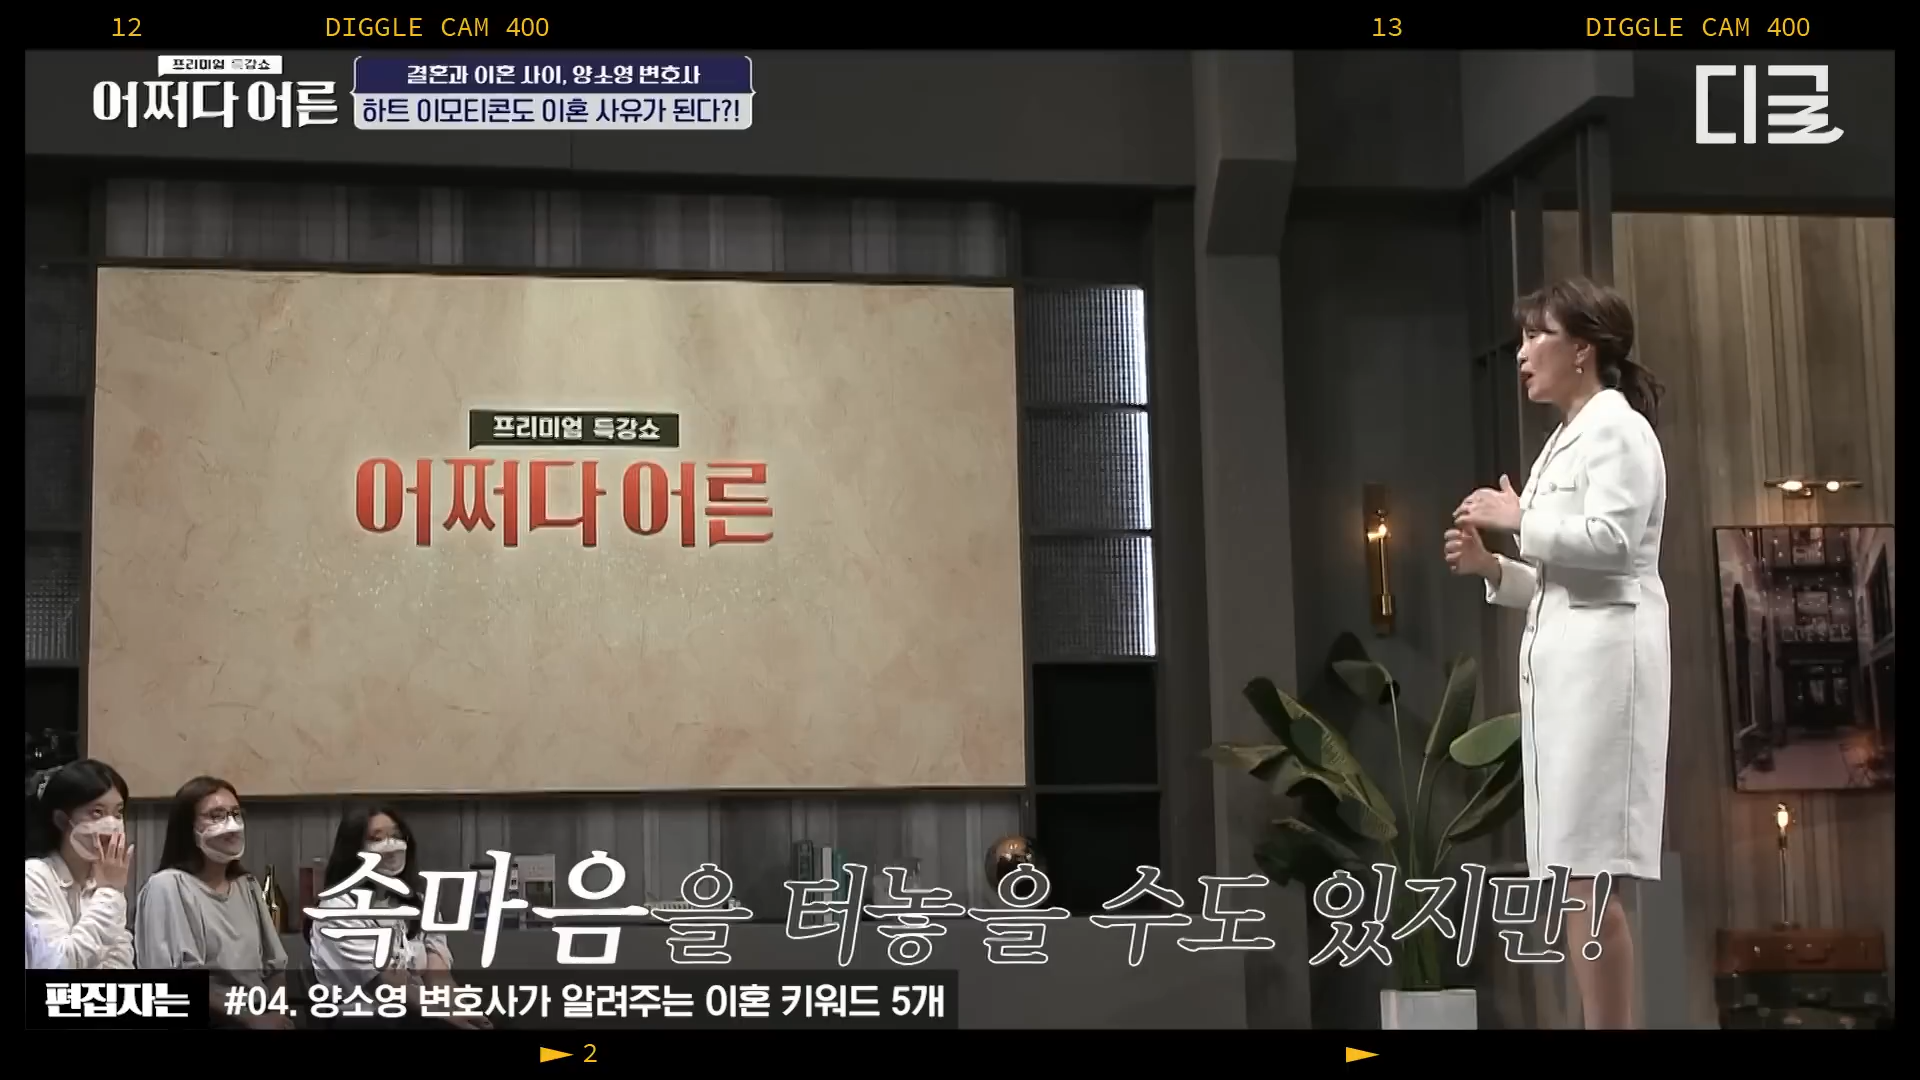 12 DIGGLE CAM 400 13 DIGGLE CAM 400
프리미엄 특강쇼
어쩌다 어른
결혼과 이혼 사이, 양소영 변호사
하트 이모티콘도 이혼 사유가 된다?!
디글
프리미엄 특강쇼
어쩌다 어른
COFFEE
속마음을 터놓을 수도 있지만!
편집자는
#04. 양소영 변호사가 알려주는 이혼 키워드 5개
2